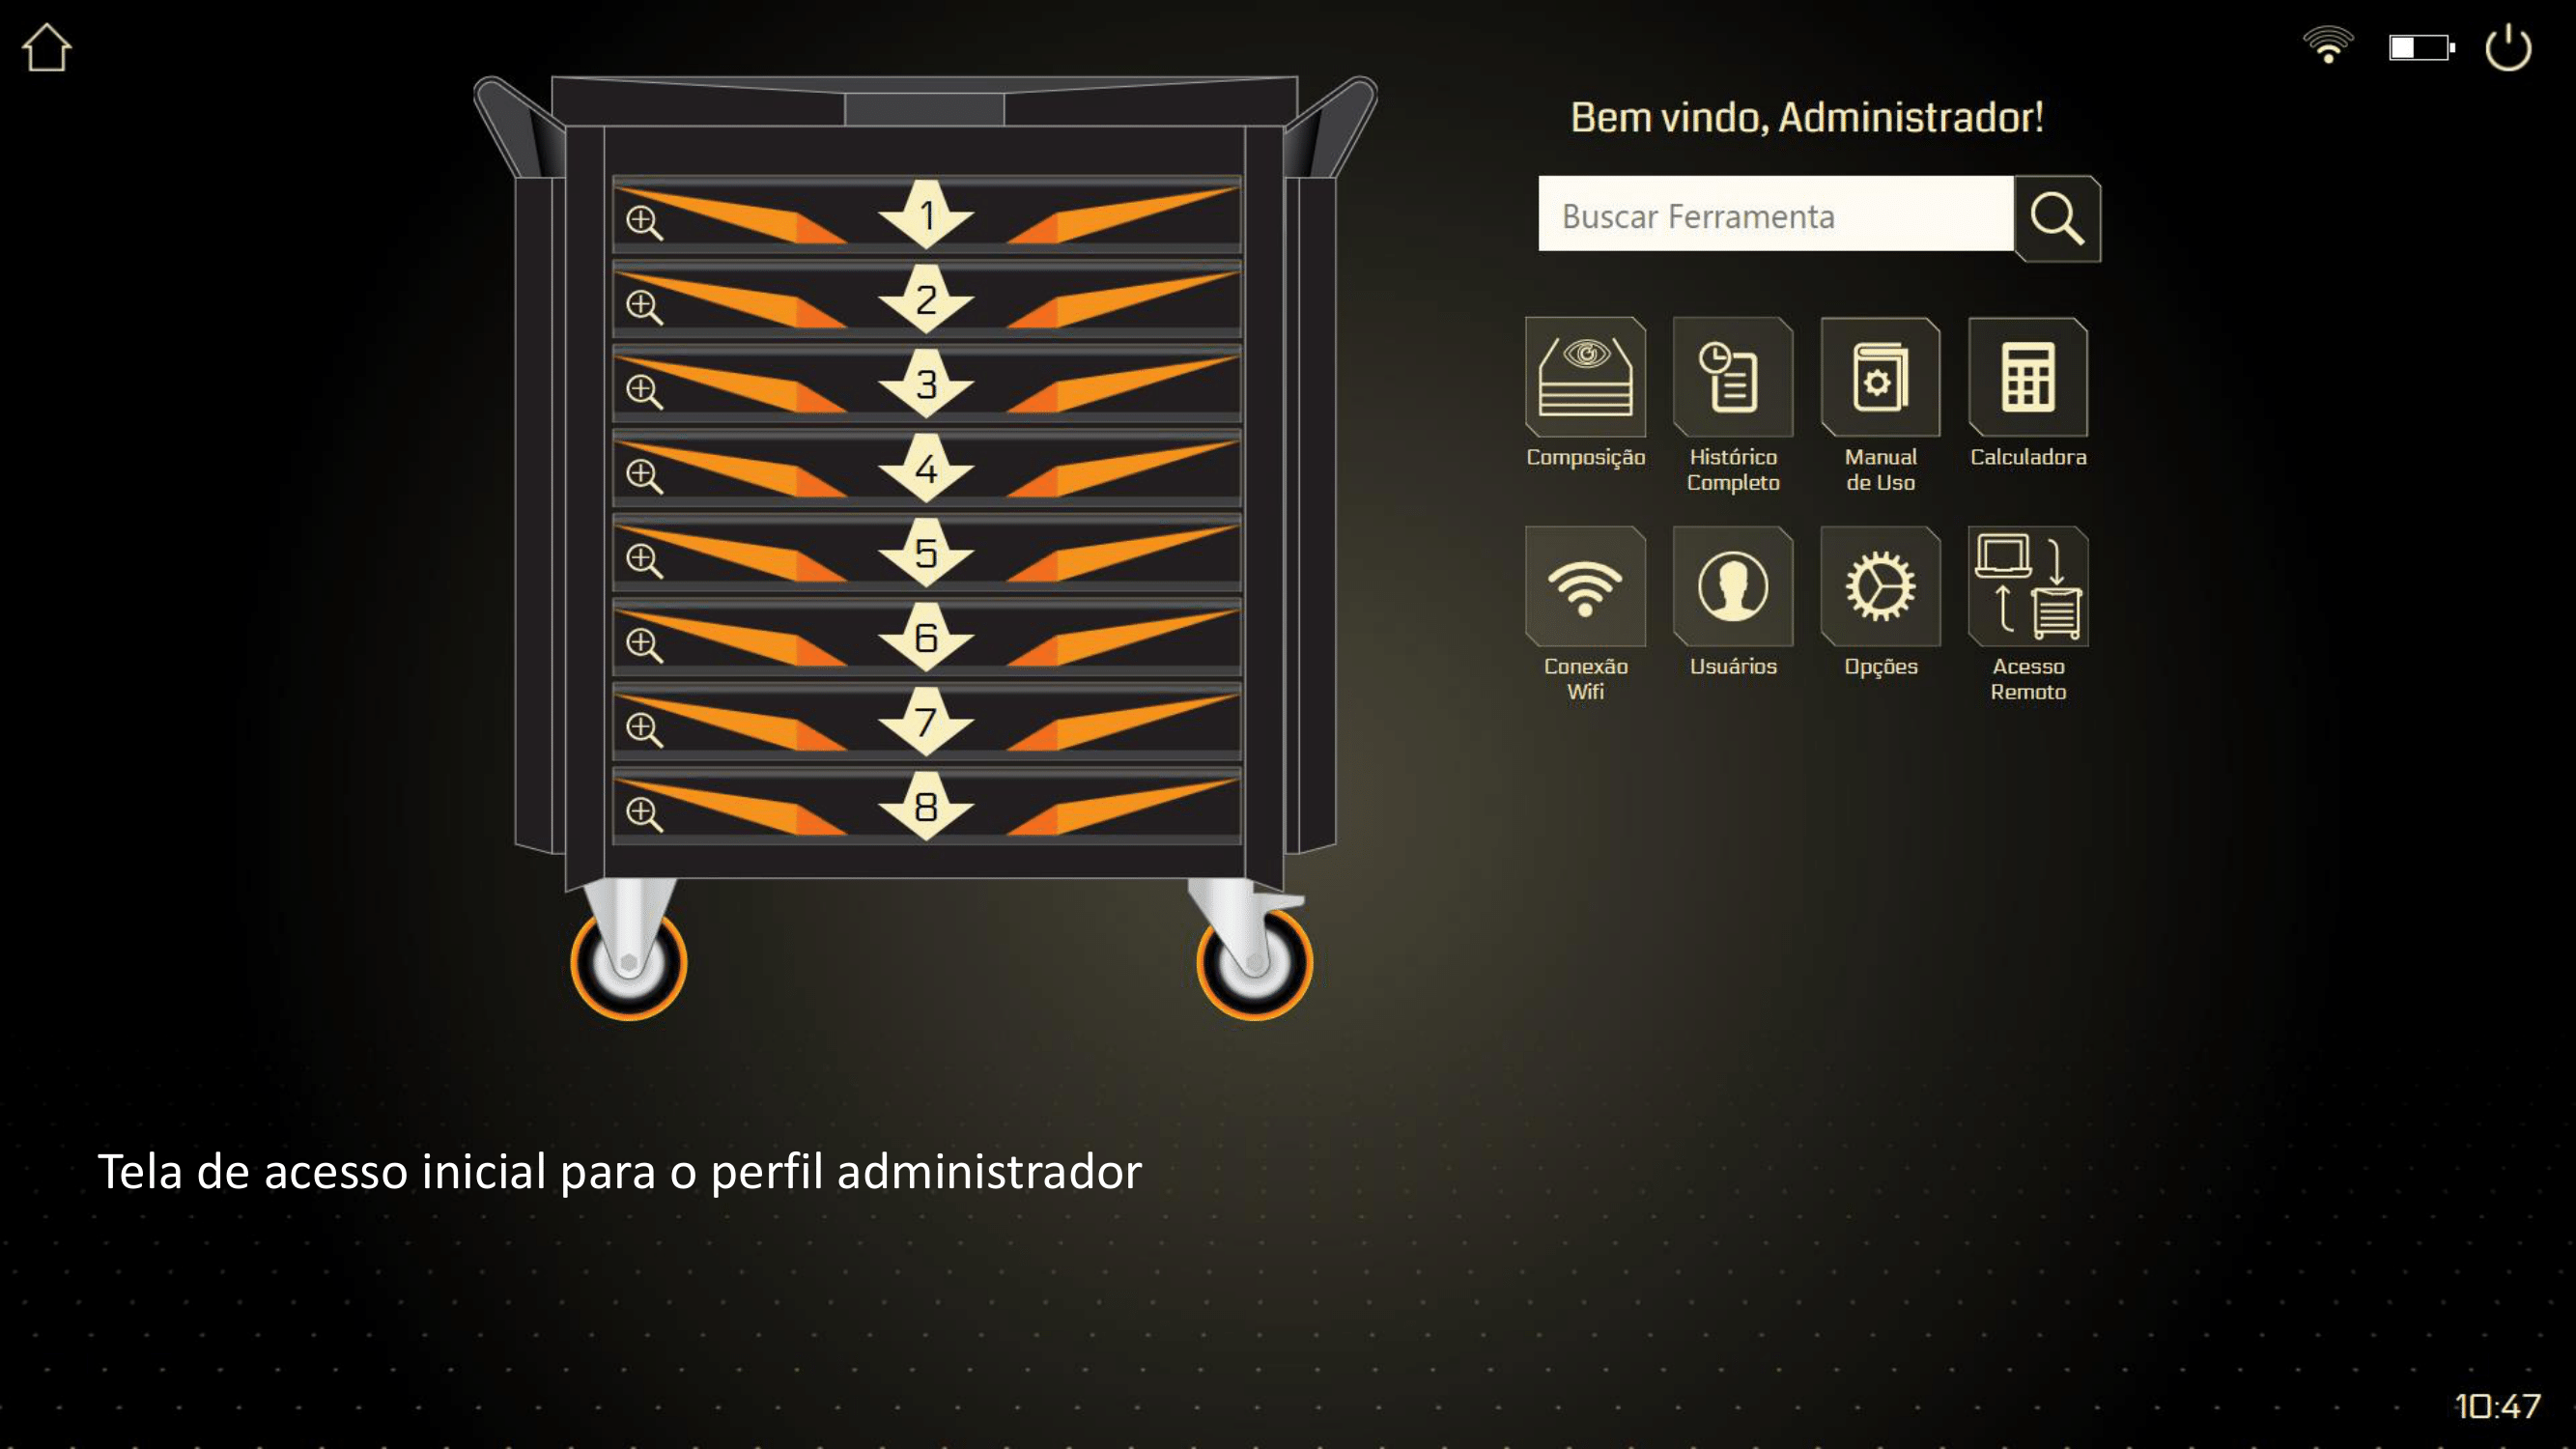 Bem vindo, Administrador!
Buscar Ferramenta
1
2
3
4
5
6
7
8
Composição
Histórico
Completo
Manual
de Uso
Calculadora
Conexão
Wifi
Usuários
Opções
Acesso
Remoto
Tela de acesso inicial para o perfil administrador
10:47